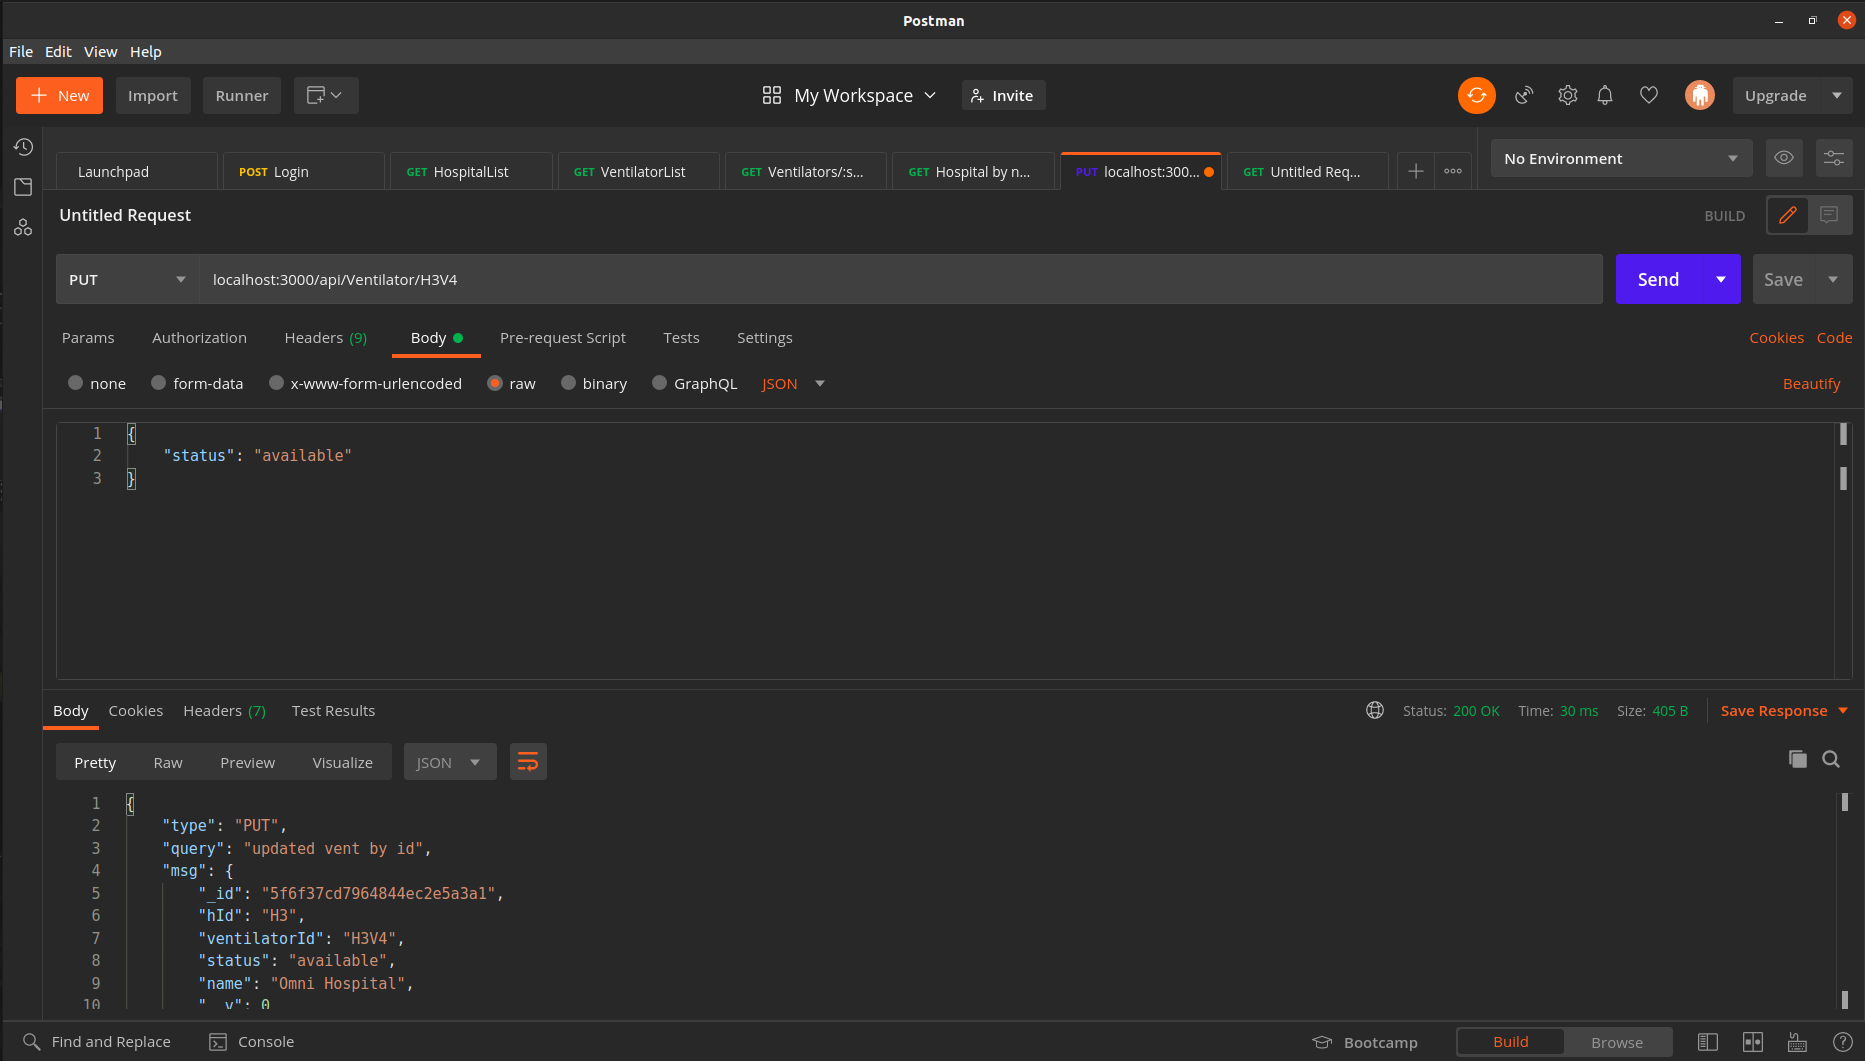 Postman
File Edit View Help
New Import Runner My Workspace Invite Upgrade
Launchpad POST Login GET HospitalList GET VentilatorList GET Ventilators/:s... GET Hospital by n... PUT localhost:300... GET Untitled Req... No Environment
Untitled Request BUILD
PUT localhost:3000/api/Ventilator/H3V4 Send Save
Params Authorization Headers (9) Body Pre-request Script Tests Settings Cookies Code
none form-data x-www-form-urlencoded raw binary GraphQL JSON Beautify
1 {
2 "status": "available"
3 }
Body Cookies Headers (7) Test Results Status: 200 OK Time: 30 ms Size: 405 B Save Response
Pretty Raw Preview Visualize JSON
1 {
2 "type": "PUT",
3 "query": "updated vent by id",
4 "msg": {
5 "_id": "5f6f37cd7964844ec2e5a3a1",
6 "hId": "H3",
7 "ventilatorId": "H3V4",
8 "status": "available",
9 "name": "Omni Hospital",
10 "__v": 0
Find and Replace Console Bootcamp Build Browse